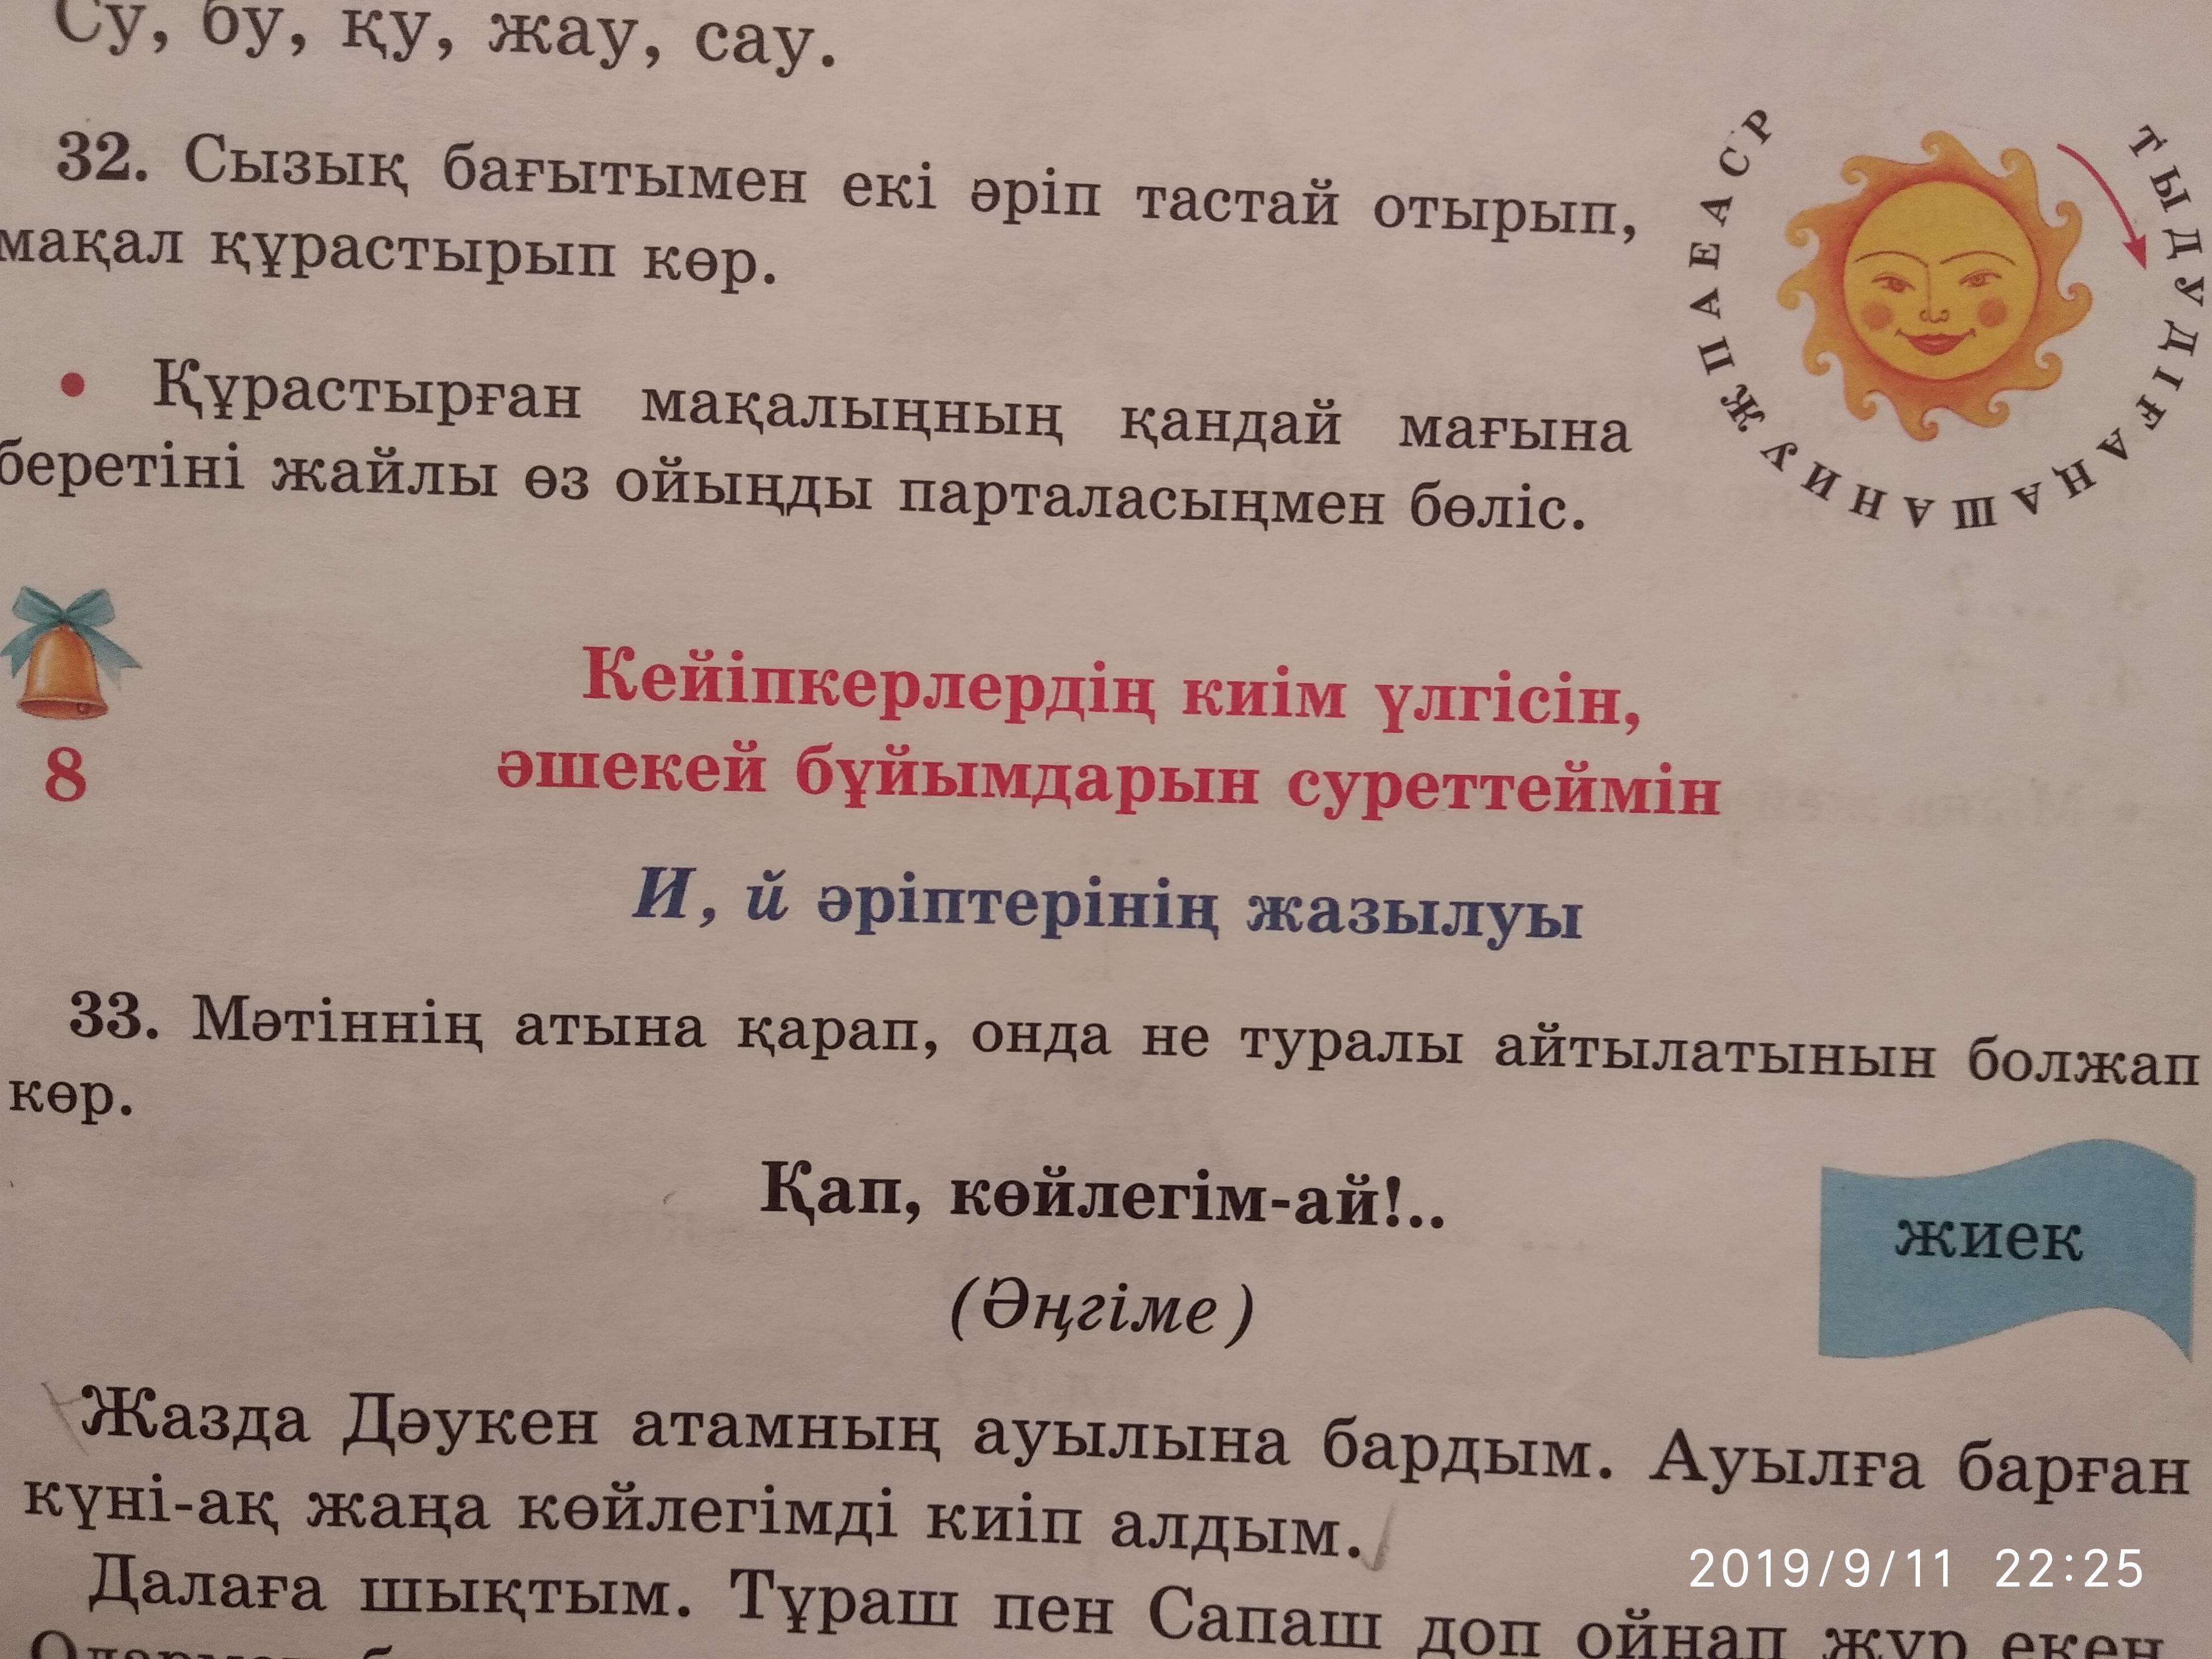 Су, бу, қу, жау, сау.
32. Сызық бағытымен екі әріп тастай отырып,
мақал құрастырып көр.
ТЫДУДІҒАҢАШАНИУҖПАЕАСР
• Құрастырған мақалыңның қандай мағына
беретіні жайлы өз ойыңды парталасыңмен бөліс.
8
Кейіпкерлердің киім үлгісін,
әшекей бұйымдарын суреттеймін
И, й әріптерінің жазылуы
33. Мәтіннің атына қарап, онда не туралы айтылатынын болжап
көр.
Қап, көйлегім-ай!..
(Әңгіме)
жиек
Жазда Дәукен атамның ауылына бардым. Ауылға барған
күні-ақ жаңа көйлегімді киіп алдым.
Далаға шықтым. Тұраш пен Сапаш доп ойнап жүр екен
2019/9/11 22:25